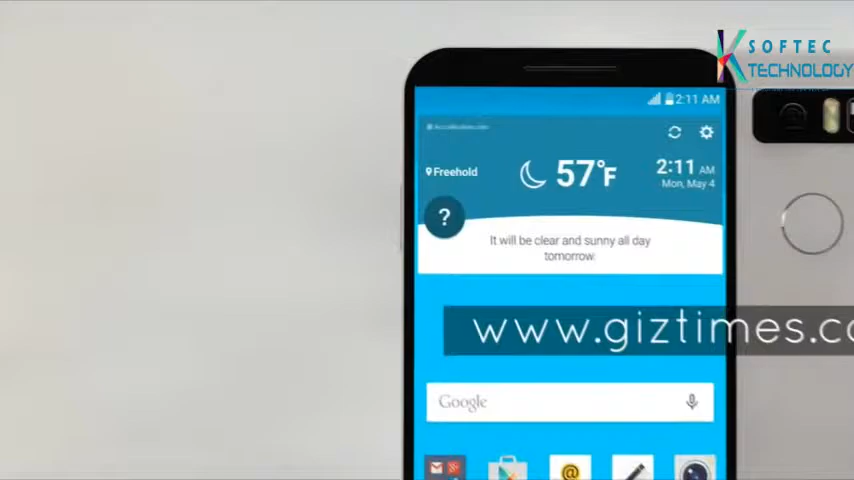 SOFTEC
TECHNOLOGY
2:11 AM
Freehold
57°F
2:11 AM
Mon, May 4
?
It will be clear and sunny all day
tomorrow.
www.giztimes.co
Google
@